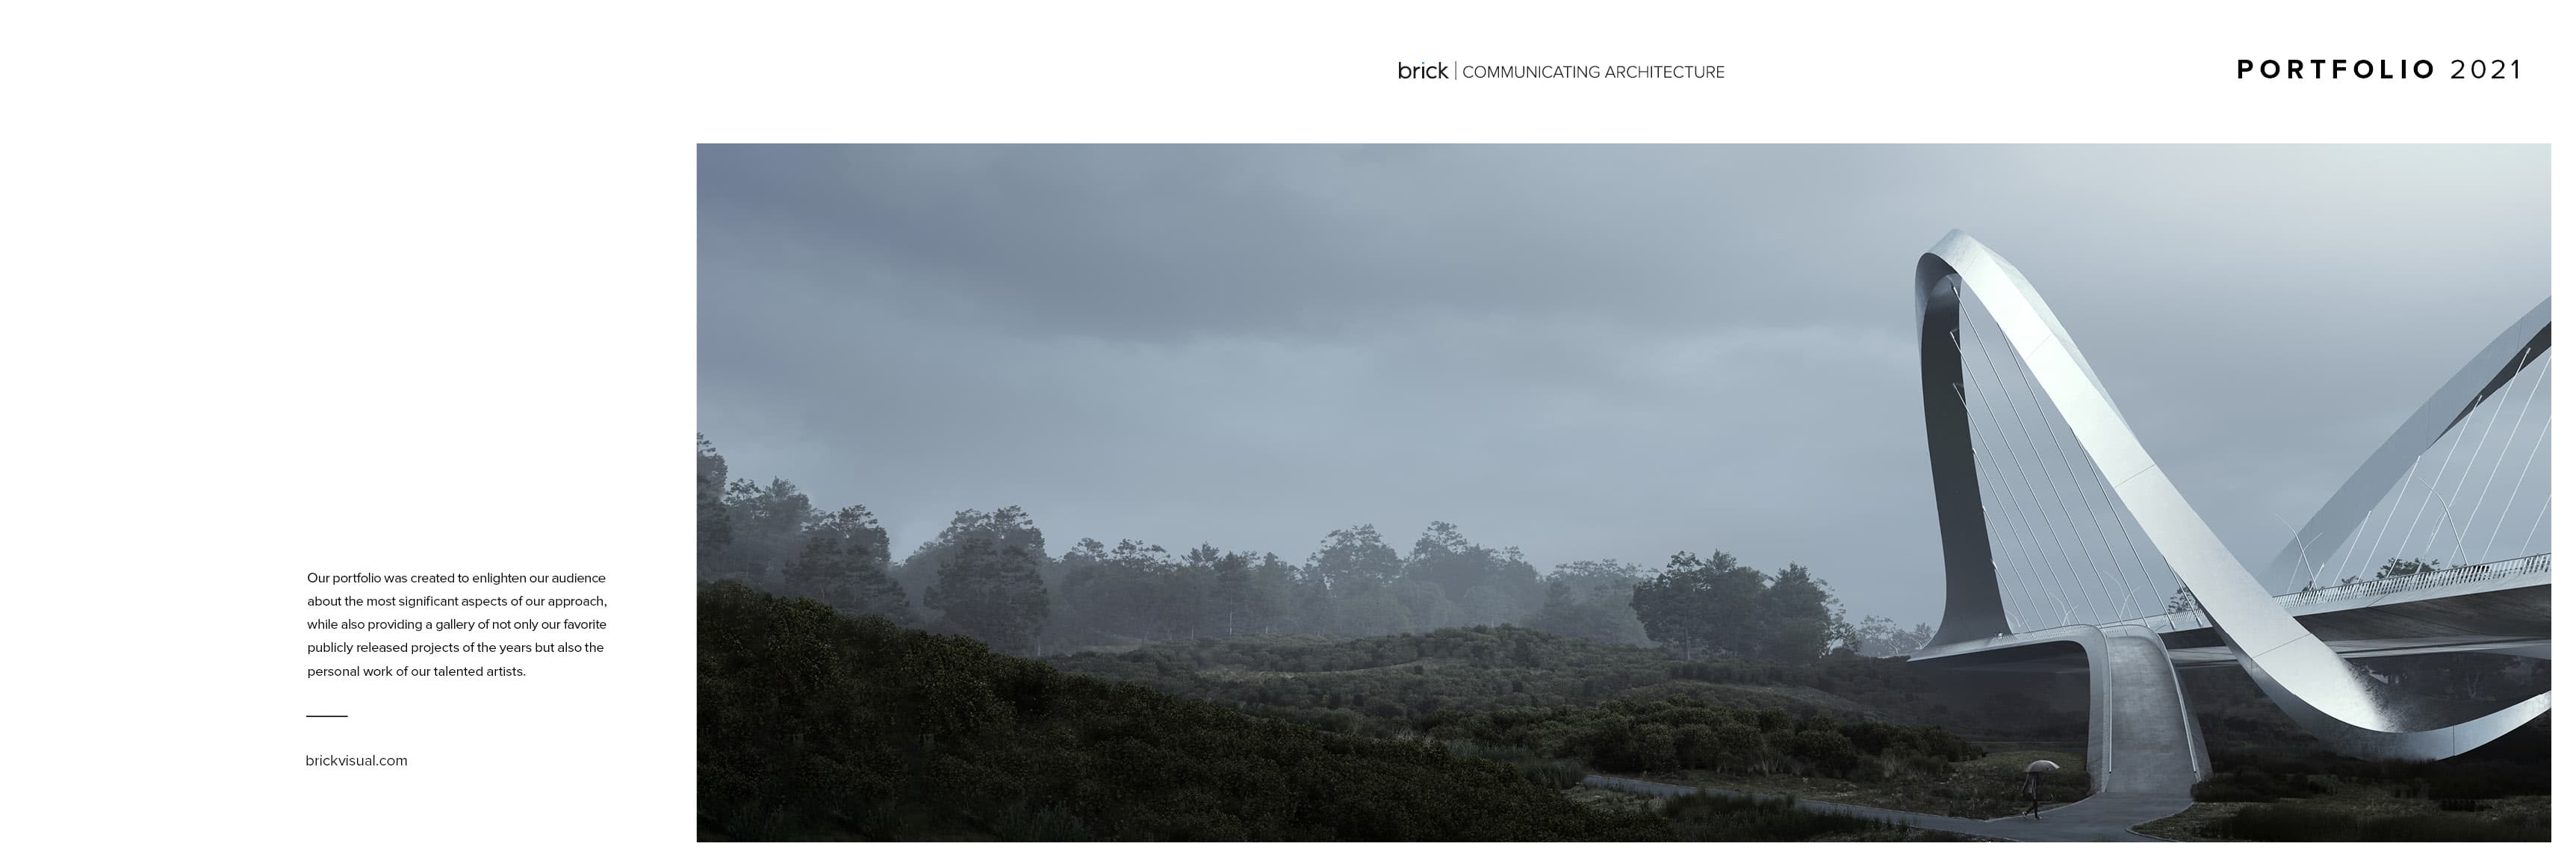 brick | COMMUNICATING ARCHITECTURE
PORTFOLIO 2021
Our portfolio was created to enlighten our audience
about the most significant aspects of our approach,
while also providing a gallery of not only our favorite
publicly released projects of the years but also the
personal work of our talented artists.
brickvisual.com